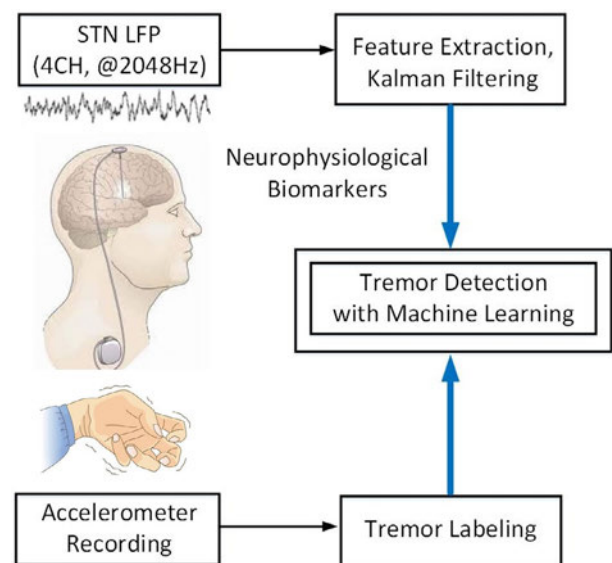 STN LFP
(4CH, @2048Hz)
Feature Extraction,
Kalman Filtering
Neurophysiological
Biomarkers
Tremor Detection
with Machine Learning
Accelerometer
Recording
Tremor Labeling